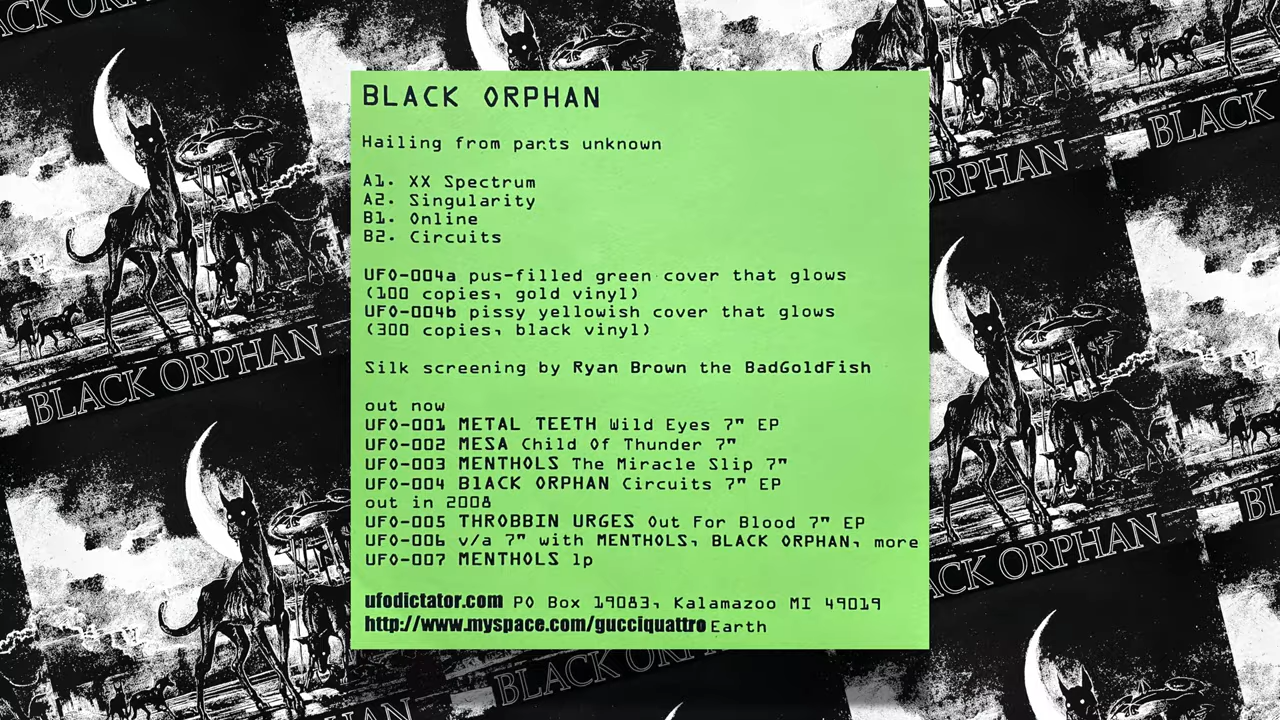 BLACK ORPHAN
Hailing from parts unknown
A1. XX Spectrum
A2. Singularity
B1. Online
B2. Circuits
UFO-004a pus-filled green cover that glows
(100 copies, gold vinyl)
UFO-004b pissy yellowish cover that glows
(300 copies, black vinyl)
Silk screening by Ryan Brown the BadGoldFish
out now
UFO-001 METAL TEETH Wild Eyes 7" EP
UFO-002 MESA Child Of Thunder 7"
UFO-003 MENTHOLS The Miracle Slip 7"
UFO-004 BlACK ORPHAN Circuits 7" EP
out in 2008
UFO-005 THROBBIN URGES Out For Blood 7" EP
UFO-006 v/a 7" with MENTHOLS, BLACK ORPHAN, more
UFO-007 MENTHOLS lp
ufodictator.com PO Box 19083, Kalamazoo MI 49019
http://www.myspace.com/gucciquattro Earth
ACK OR
BLACK
ORPHAN
BLACK ORPHAN
BLACK ORPHAN
BL
ACK ORPHAN
BLACK ORPHAN
ORPHAN